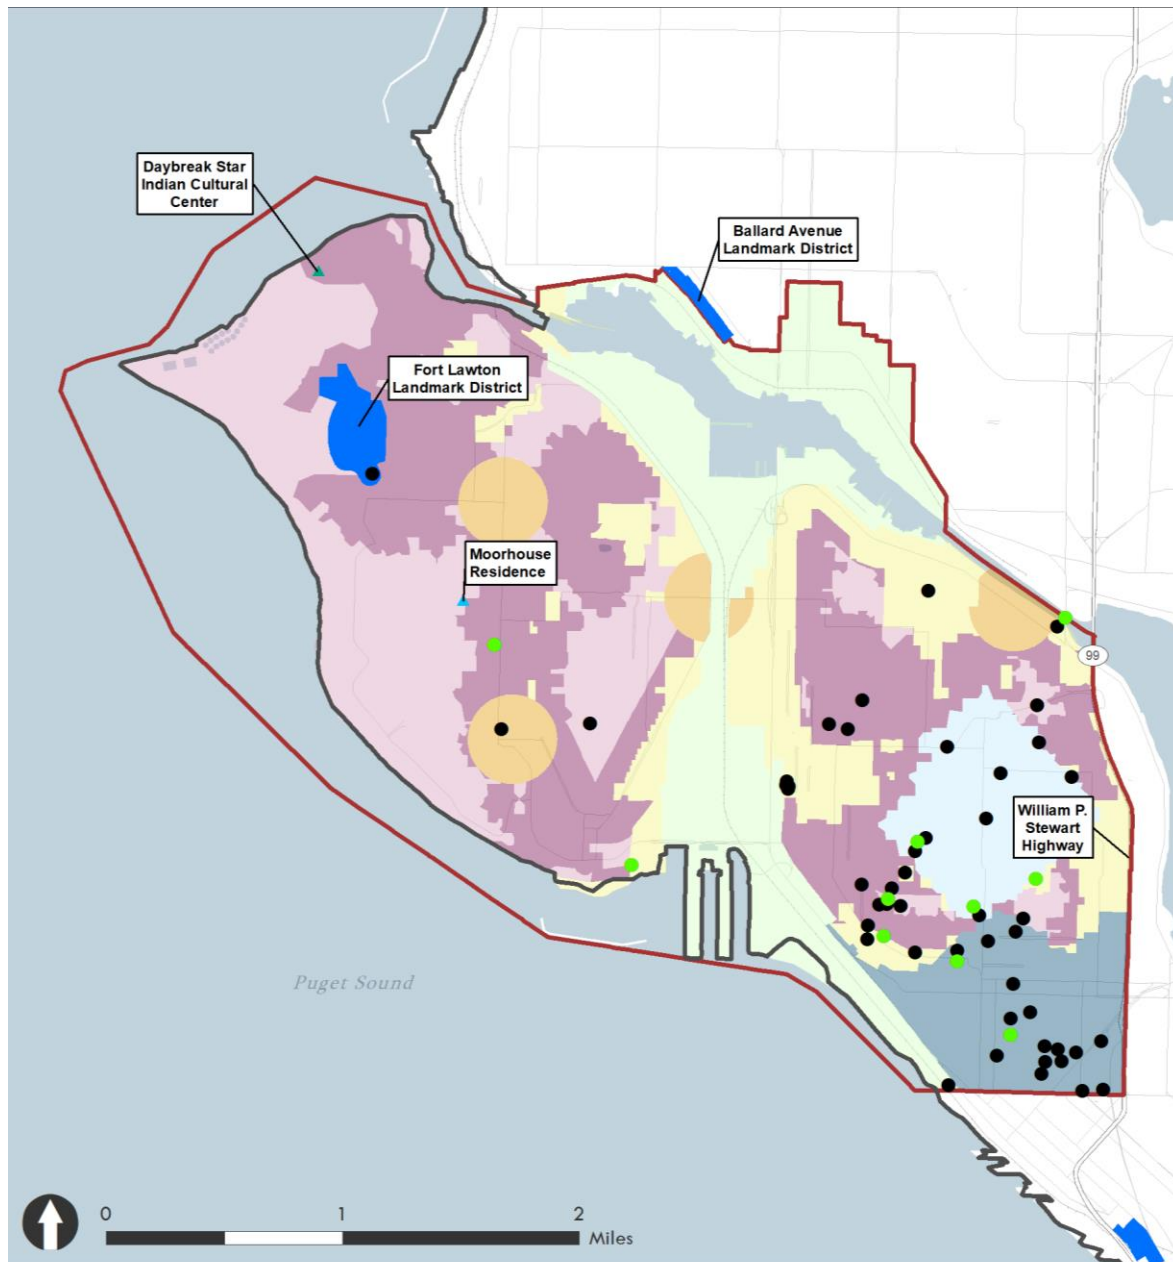 Daybreak Star
Indian Cultural
Center
Ballard Avenue
Landmark District
Fort Lawton
Landmark District
Moorhouse
Residence
99
William P.
Stewart
Highway
Puget Sound
0 1 2
Miles